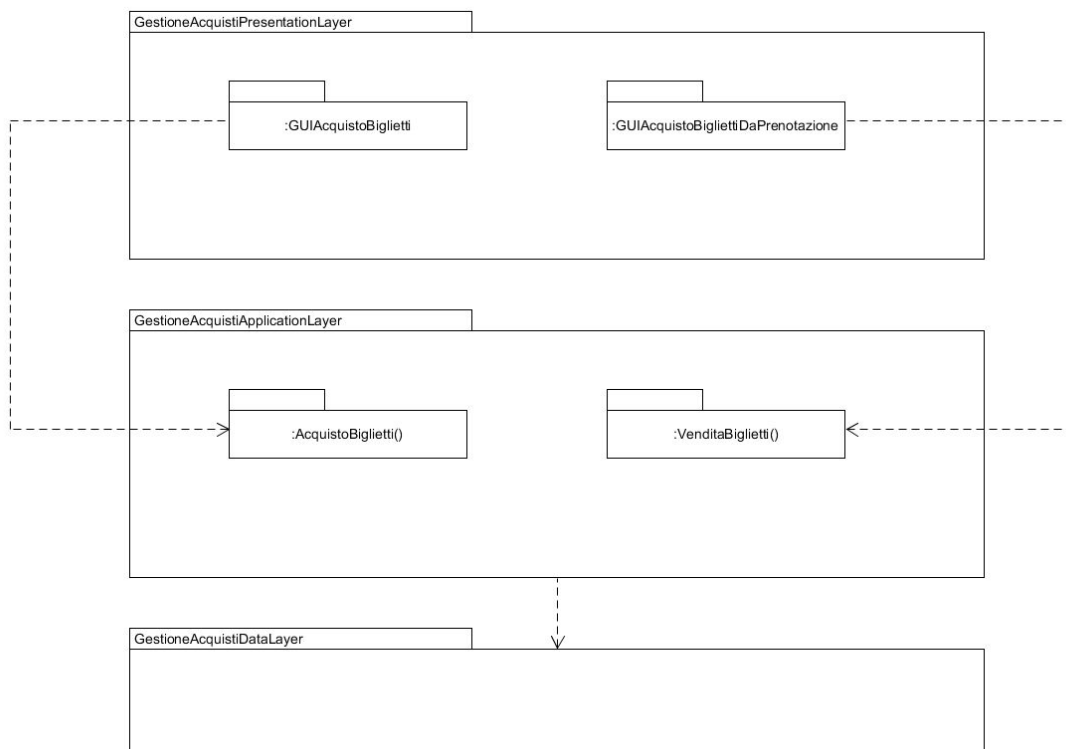 GestioneAcquistiPresentationLayer
:GUIAcquistoBiglietti
:GUIAcquistoBigliettiDaPrenotazione
GestioneAcquistiApplicationLayer
:AcquistoBiglietti()
:VenditaBiglietti()
GestioneAcquistiDataLayer